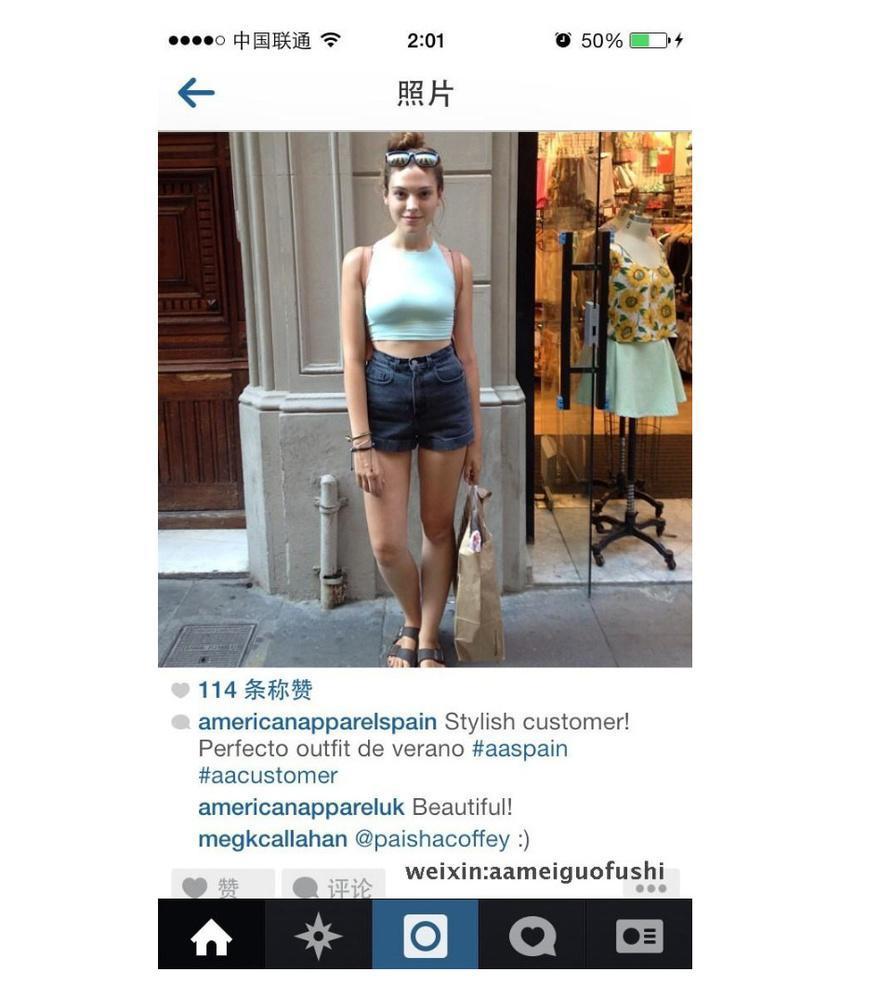 中国联通 2:01 50%
照片
114 条称赞
americanapparelspain Stylish customer!
Perfecto outfit de verano #aaspain
#aacustomer
americanappareluk Beautiful!
megkcallahan @paishacoffey :)
weixin:aameiguofushi
赞 评论